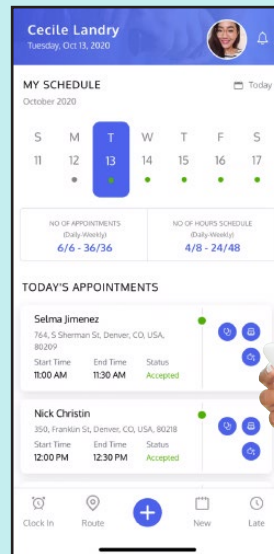 Cecile Landry
Tuesday, Oct 13, 2020
MY SCHEDULE
Today
October 2020
S M T W T F S
11 12 13 14 15 16 17
NO OF APPOINTMENTS
(Daily-Weekly)
6/6 - 36/36
NO OF HOURS SCHEDULE
(Daily-Weekly)
4/8 - 24/48
TODAY'S APPOINTMENTS
Selma Jimenez
764, S Sherman St, Denver, CO, USA,
80209
Start Time End Time Status
11:00 AM 11:30 AM Accepted
Nick Christin
350, Franklin St, Denver, CO, USA, 80218
Start Time End Time Status
12:00 PM 12:30 PM Accepted
Clock In Route New Late